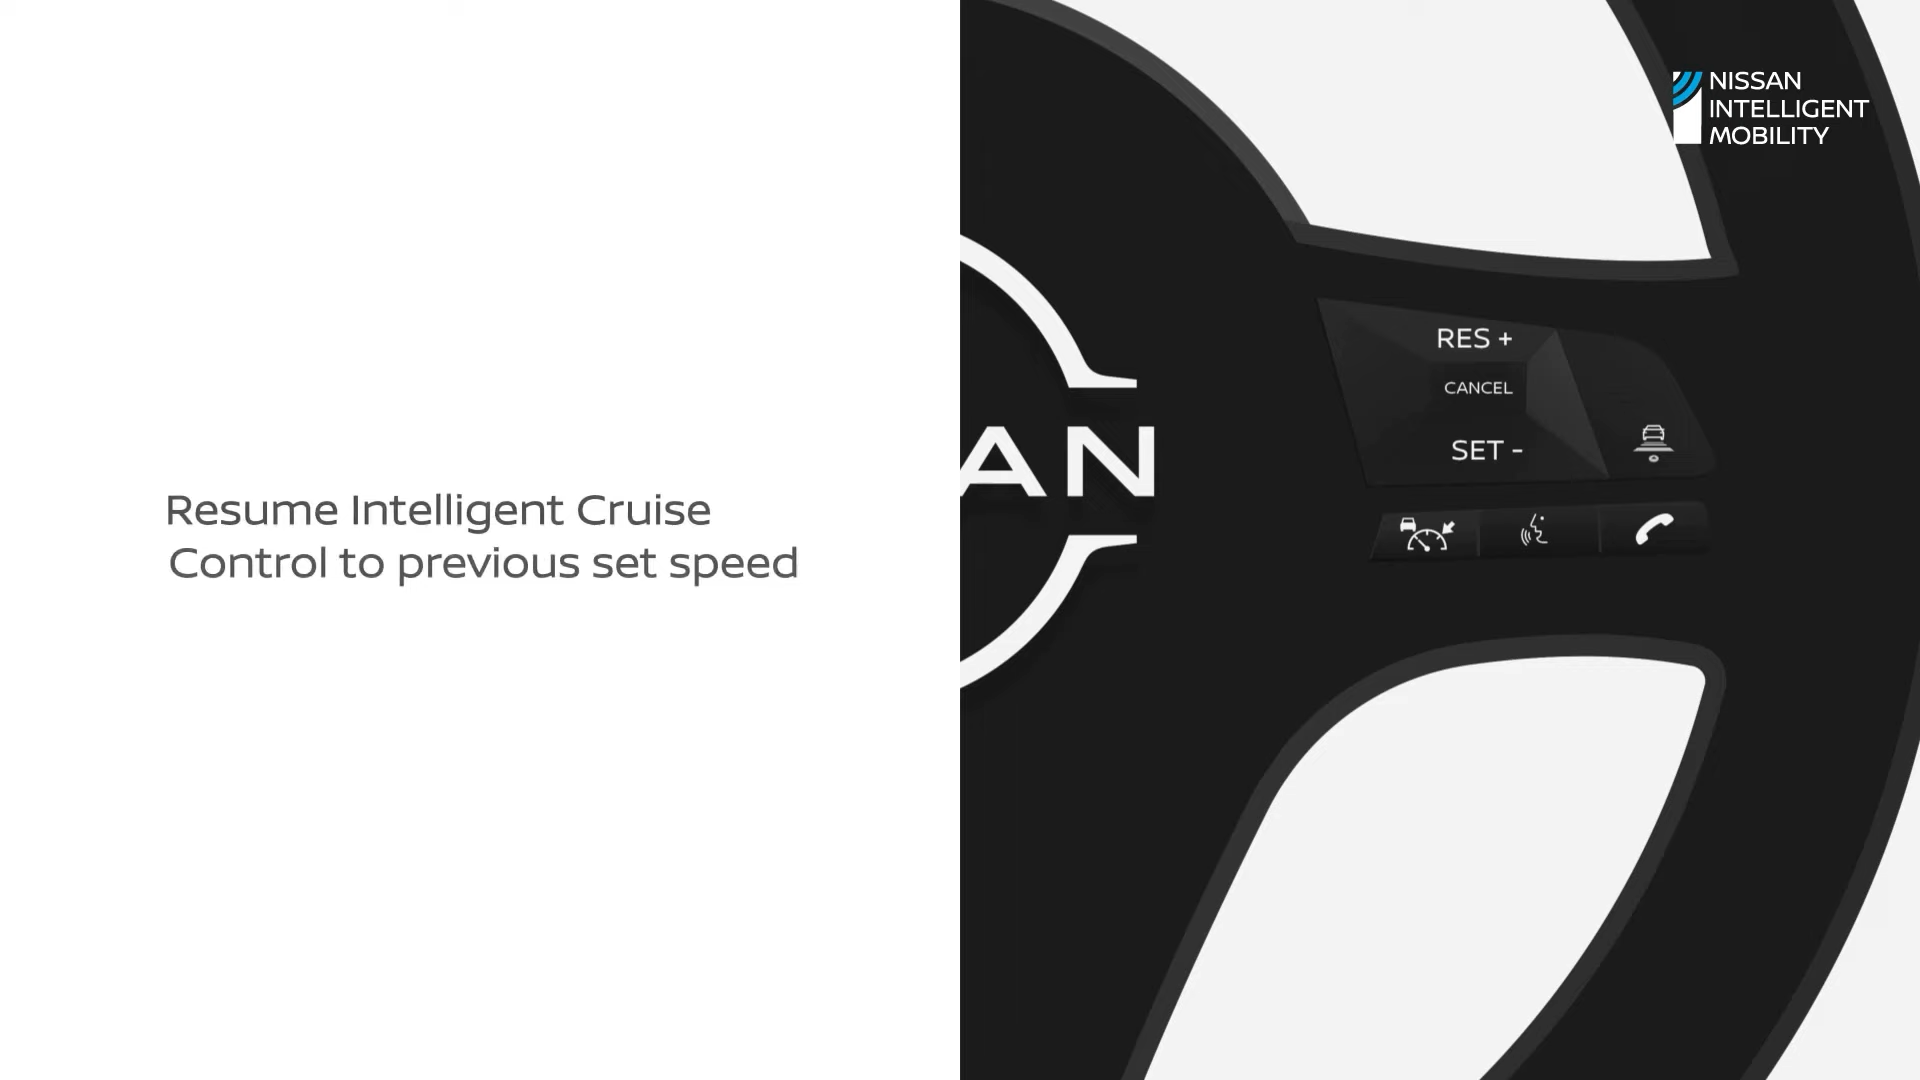 Resume Intelligent Cruise
Control to previous set speed
NISSAN
INTELLIGENT
MOBILITY
RES +
CANCEL
SET -
AN